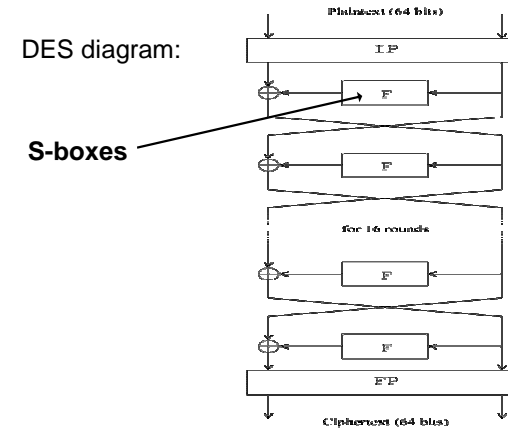 Plaintext (64 bits)
DES diagram:
IP
F
S-boxes
F
for 16 rounds
F
F
FP
Ciphertext (64 bits)